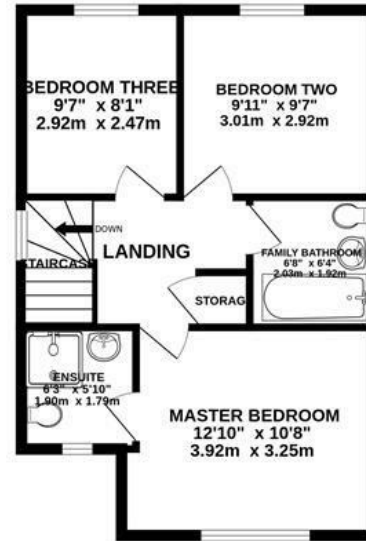 BEDROOM THREE
9'7" x 8'1"
2.92m x 2.47m
BEDROOM TWO
9'11" x 9'7"
3.01m x 2.92m
DOWN
LANDING
STAIRCASE
FAMILY BATHROOM
6'8" x 6'4"
2.03m x 1.92m
STORAG
ENSUITE
6'3" x 5'10"
1.90m x 1.79m
MASTER BEDROOM
12'10" x 10'8"
3.92m x 3.25m